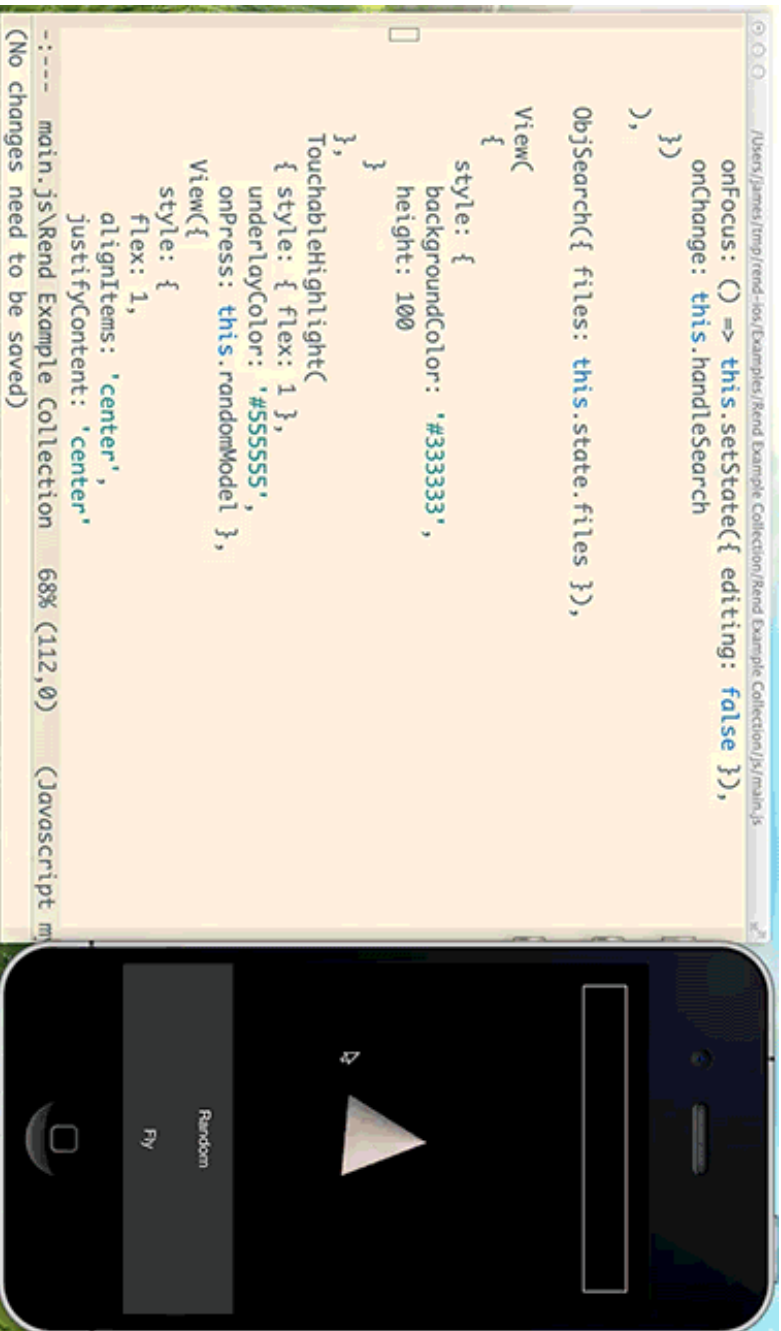 /Users/james/tmp/rend-ios/Examples/Rend Example Collection/Rend Example Collection/js/main.js
onFocus: () => this.setState({ editing: false }),
onChange: this.handleSearch
})
),
ObjSearch({ files: this.state.files }),
View(
{
style: {
backgroundColor: '#333333',
height: 100
}
},
TouchableHighlight(
{ style: { flex: 1 },
underlayColor: '#555555',
onPress: this.randomModel },
View({
style: {
flex: 1,
alignItems: 'center',
justifyContent: 'center'
-:--- main.js\Rend Example Collection 68% (112,0) (Javascript
(No changes need to be saved)
Random
Fly